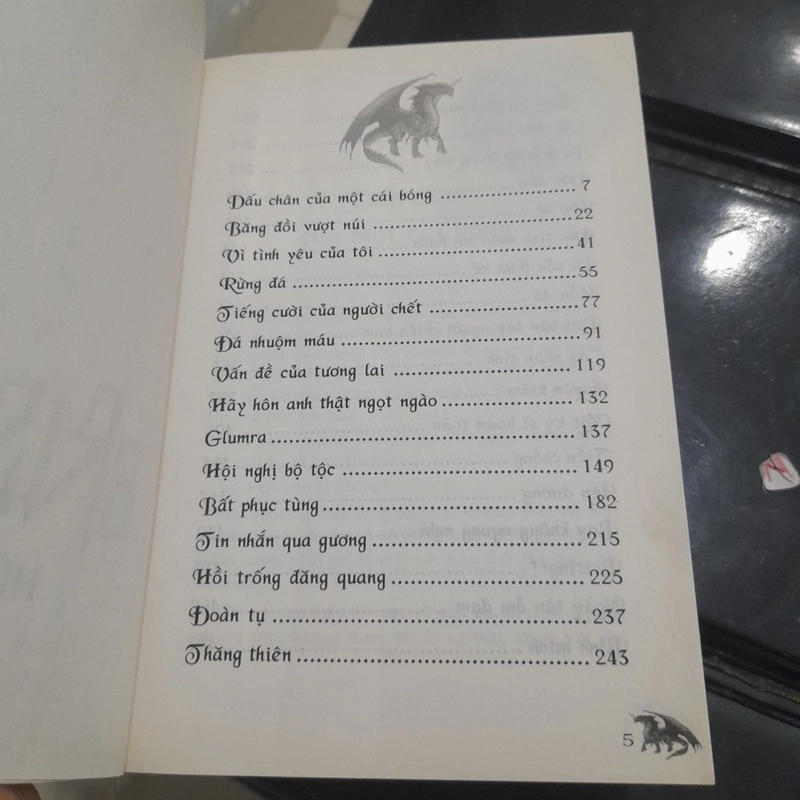 Dấu chân của một cái bóng ........................ 7
Băng đồi vượt núi ........................ 22
Vì tình yêu của tôi ........................ 41
Rừng đá ........................ 55
Tiếng cười của người chết ........................ 77
Đá nhuộm máu ........................ 91
Vấn đề của tương lai ........................ 119
Hãy hôn anh thật ngọt ngào ........................ 132
Glumra ........................ 137
Hội nghị bộ tộc ........................ 149
Bất phục tùng ........................ 182
Tin nhắn qua gương ........................ 215
Hồi trống đăng quang ........................ 225
Đoàn tụ ........................ 237
Thăng thiên ........................ 243
5